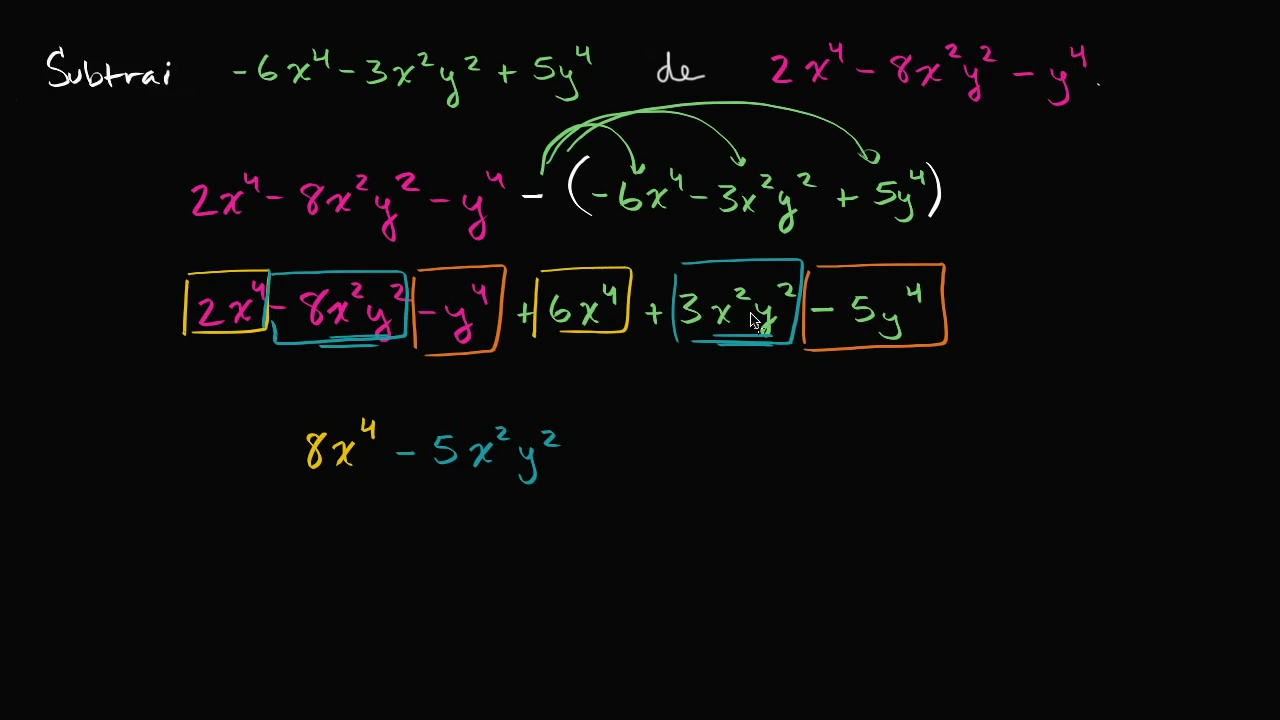 Subtrai -6x⁴ - 3x²y² + 5y⁴ de 2x⁴ - 8x²y² - y⁴.
2x⁴ - 8x²y² - y⁴ - (-6x⁴ - 3x²y² + 5y⁴)
2x⁴ - 8x²y² - y⁴ + 6x⁴ + 3x²y² - 5y⁴
8x⁴ - 5x²y²